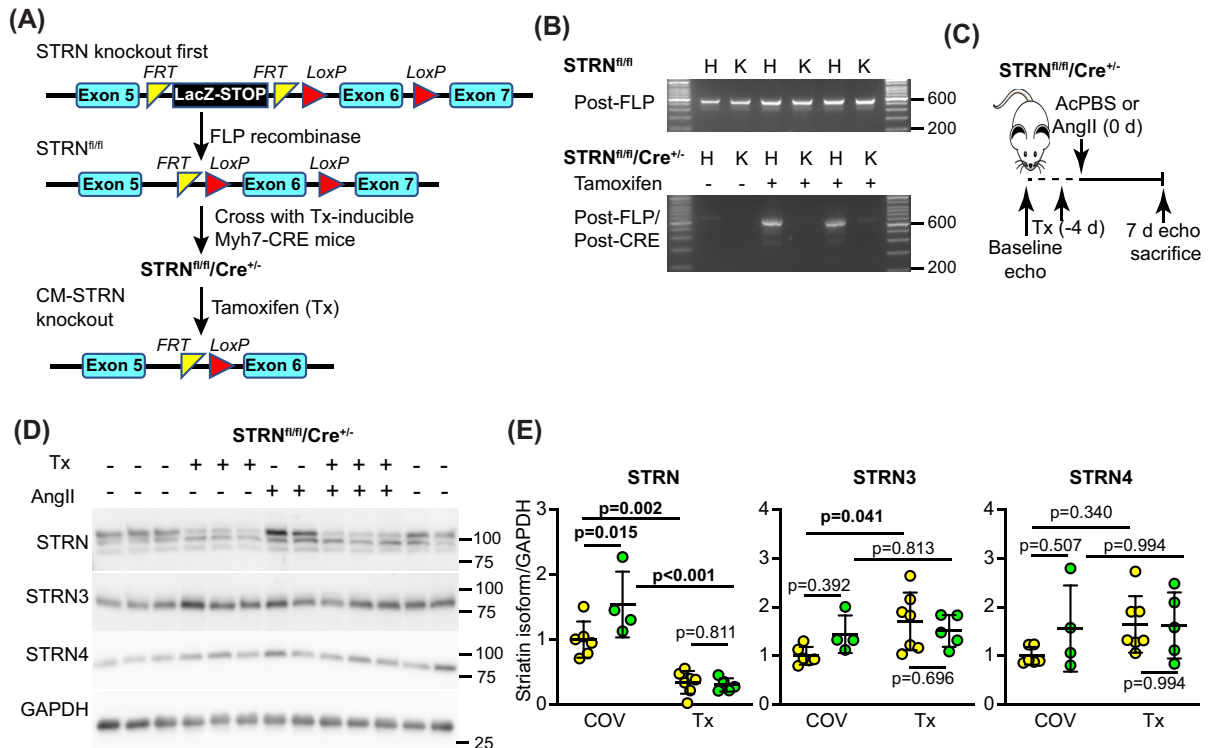 (A)
STRN knockout first
FRT FRT LoxP LoxP
Exon 5 LacZ-STOP Exon 6 Exon 7
FLP recombinase
STRNfl/fl
FRT LoxP LoxP
Exon 5 Exon 6 Exon 7
Cross with Tx-inducible
Myh7-CRE mice
STRNfl/fl/Cre+/-
CM-STRN
knockout
Tamoxifen (Tx)
FRT LoxP
Exon 5 Exon 6
(B)
STRNfl/fl H K H K H K
Post-FLP 600
200
STRNfl/fl/Cre+/- H K H K H K
Tamoxifen - - + + + +
Post-FLP/
Post-CRE
600
200
(C)
STRNfl/fl/Cre+/-
AcPBS or
AngII (0 d)
Tx (-4 d)
Baseline
echo
7 d echo
sacrifice
(D)
STRNfl/fl/Cre+/-
Tx - - - + + + - - + + + - -
AngII - - - - - - + + + + + - -
STRN 100
75
STRN3 100
75
STRN4 100
75
GAPDH
25
(E)
Striatin isoform/GAPDH
STRN
3
2
1
0
p=0.002
p=0.015
p<0.001
p=0.811
COV Tx
STRN3
4
3
2
1
0
p=0.041
p=0.813
p=0.392
p=0.696
COV Tx
STRN4
4
3
2
1
0
p=0.340
p=0.507
p=0.994
p=0.994
COV Tx